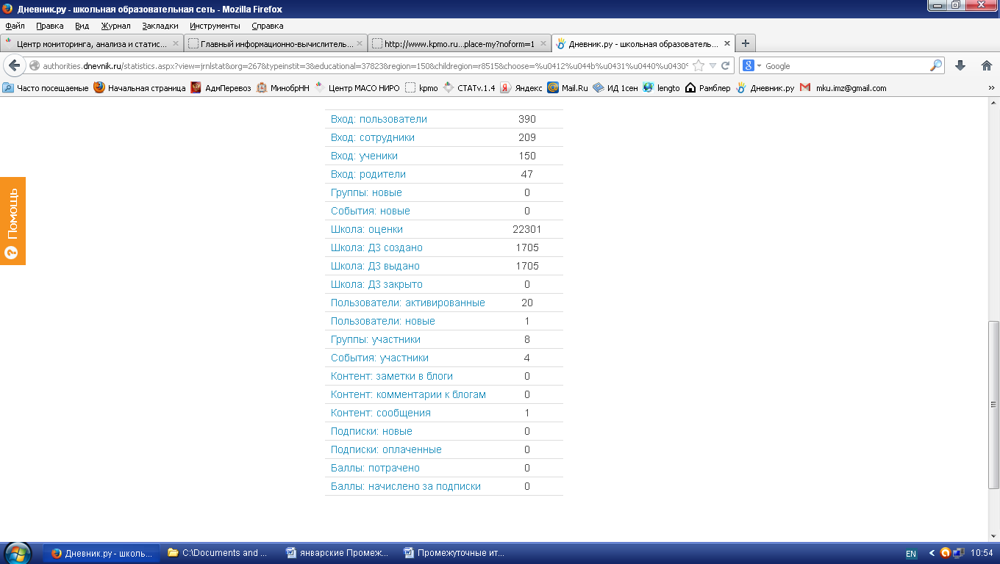 Дневник.ру - школьная образовательная сеть - Mozilla Firefox
Файл Правка Вид Журнал Закладки Инструменты Справка
Центр мониторинга, анализа и статис... Главный информационно-вычислитель... http://www.kpmo.ru...place-my?noform=1 Дневник.ру - школьная образователь...
authorities.dnevnik.ru/statistics.aspx?view=jrnlstat&org=267&typeinstit=3&educational=37823&region=150&childregion=r8515&choose=%u0412%u044b%u0431%u0440%u0430 Google
Часто посещаемые Начальная страница АдмПеревоз МинобрНН Центр МАСО НИРО kpmo СТАТv.1.4 Яндекс Mail.Ru ИД 1сен lengto Рамблер Дневник.ру mku.imz@gmail.com »
Вход: пользователи 390
Вход: сотрудники 209
Вход: ученики 150
Вход: родители 47
Группы: новые 0
События: новые 0
Школа: оценки 22301
Школа: ДЗ создано 1705
Школа: ДЗ выдано 1705
Школа: ДЗ закрыто 0
Пользователи: активированные 20
Пользователи: новые 1
Группы: участники 8
События: участники 4
Контент: заметки в блоги 0
Контент: комментарии к блогам 0
Контент: сообщения 1
Подписки: новые 0
Подписки: оплаченные 0
Баллы: потрачено 0
Баллы: начислено за подписки 0
? Помощь
Дневник.ру - школь... C:\Documents and ... январские Промеж... Промежуточные ит... EN 10:54